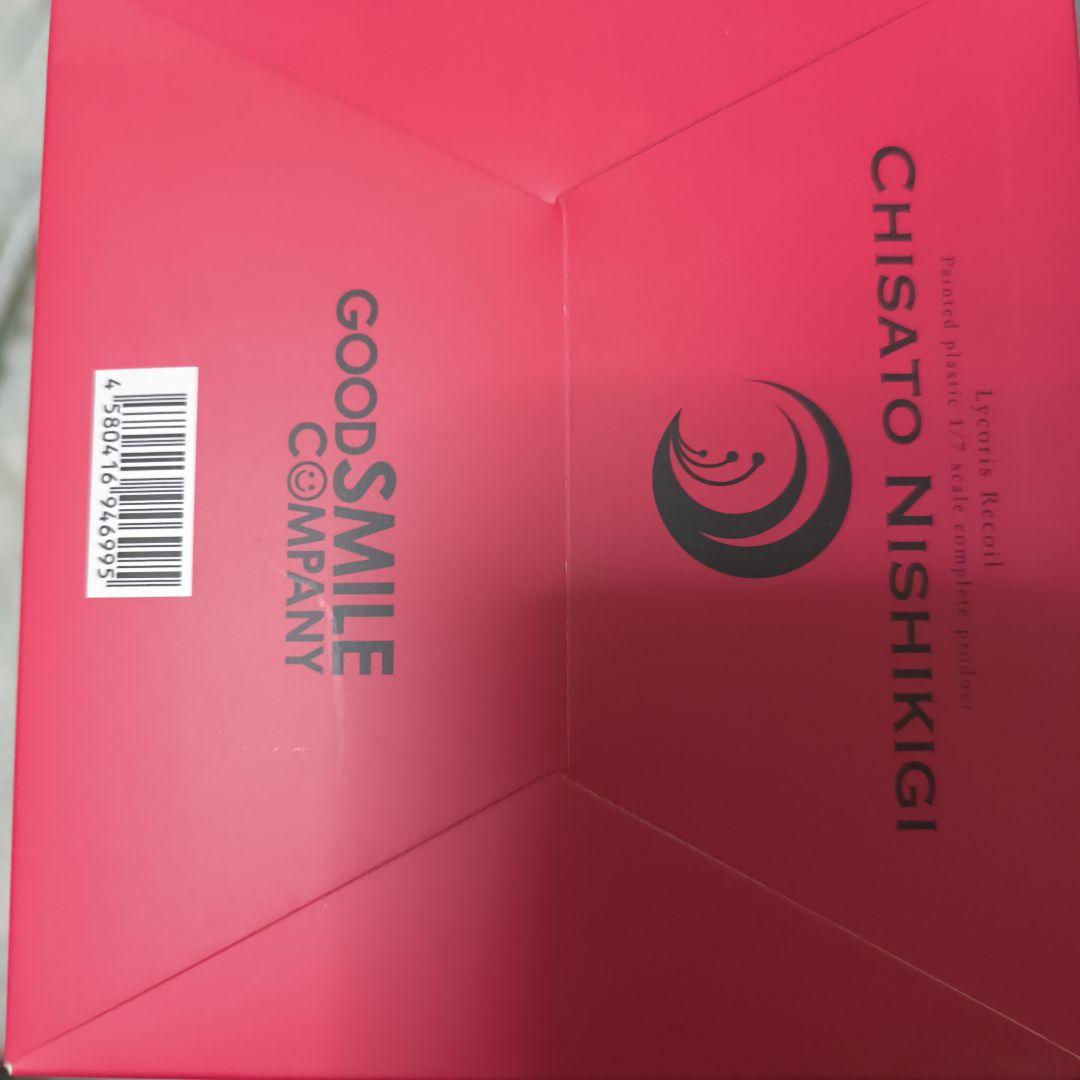 Lycoris Recoil
Painted plastic 1/7 scale complete product
CHISATO NISHIKIGI
GOODSMILE
COMPANY
4 580416 946995